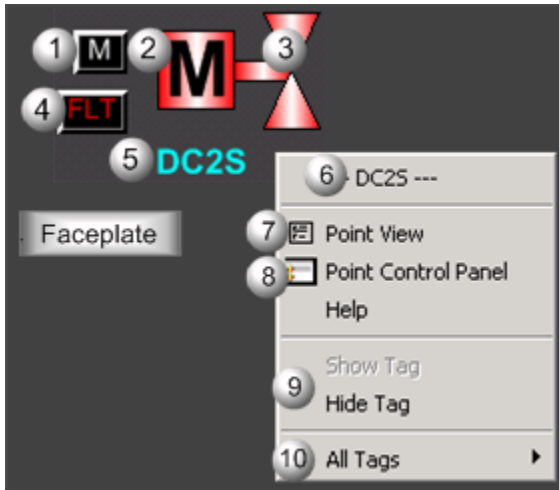 1 M 2 M 3
4 FLT
5 DC2S
6 - DC2S ---
Faceplate
7 Point View
8 Point Control Panel
Help
Show Tag
9
Hide Tag
10 All Tags